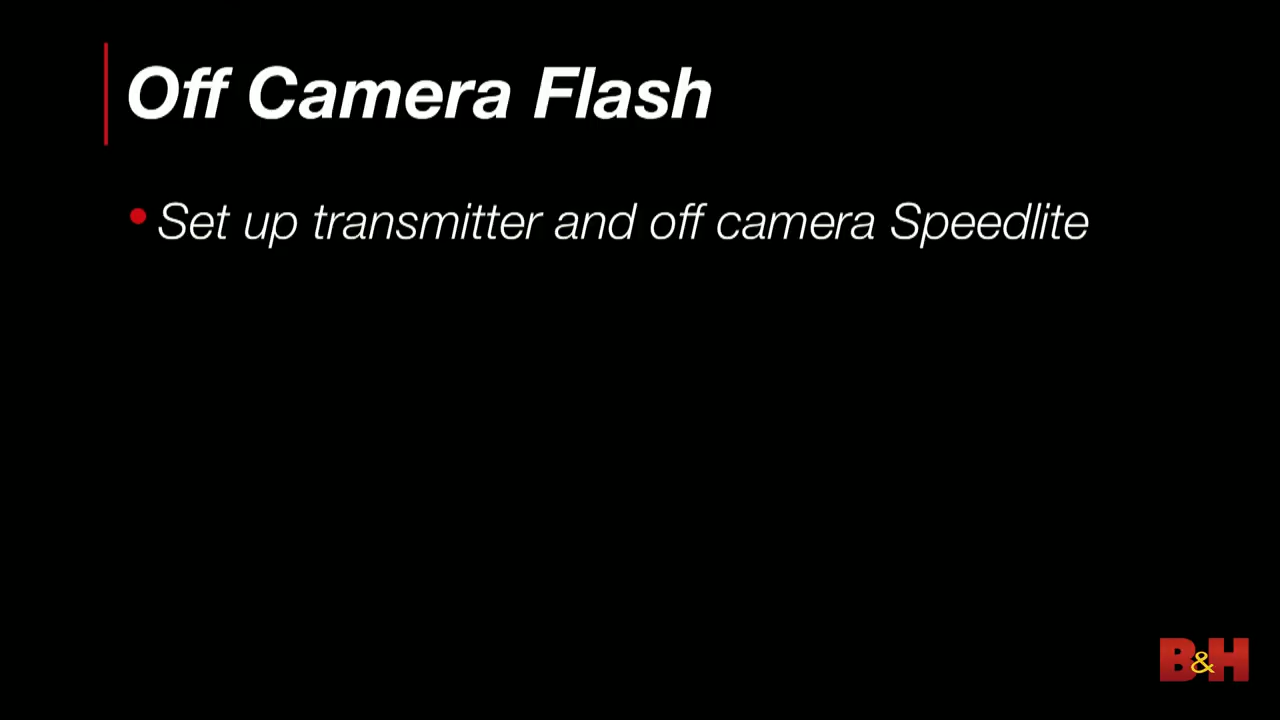 Off Camera Flash
• Set up transmitter and off camera Speedlite
B&H